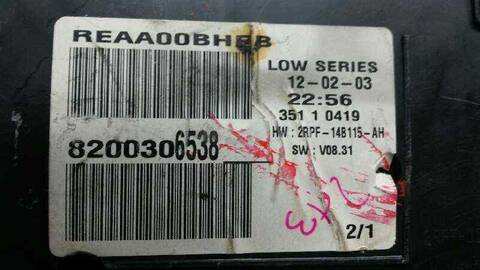 REAA00BHBB
LOW SERIES
12-02-03
22:56
351 1 0419
HW : 2RPF-14B115-AH
SW : V08.31
8200306538
2/1